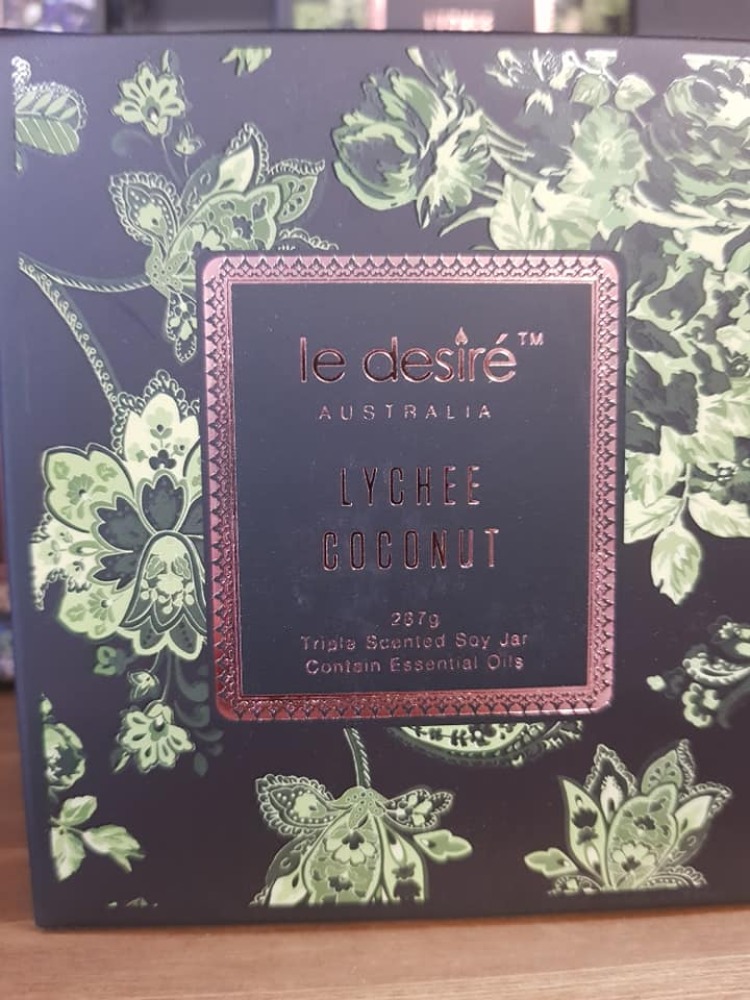 le desiré™
AUSTRALIA
LYCHEE
COCONUT
267g
Triple Scented Soy Jar
Contain Essential Oils